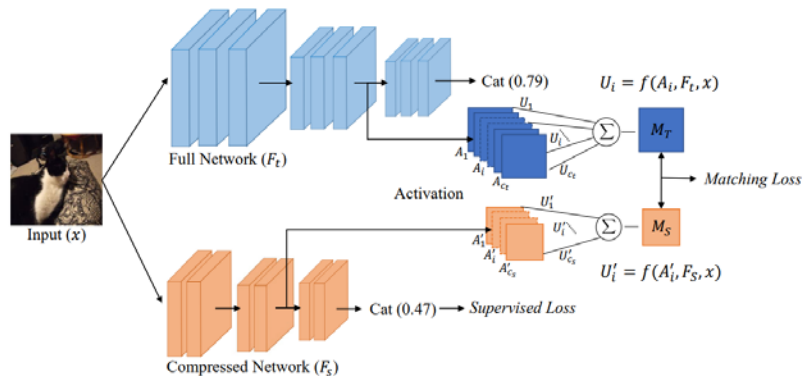 Cat (0.79)
U_i = f(A_i, F_t, x)
U_1
Full Network (F_t)
A_1
A_i
A_{c_t}
U_i
U_{c_t}
∑
M_T
Input (x)
Activation
Matching Loss
U'_1
A'_1
A'_i
A'_{c_s}
U'_i
U'_{c_s}
∑
M_S
U'_i = f(A'_i, F_S, x)
Cat (0.47)
Supervised Loss
Compressed Network (F_s)